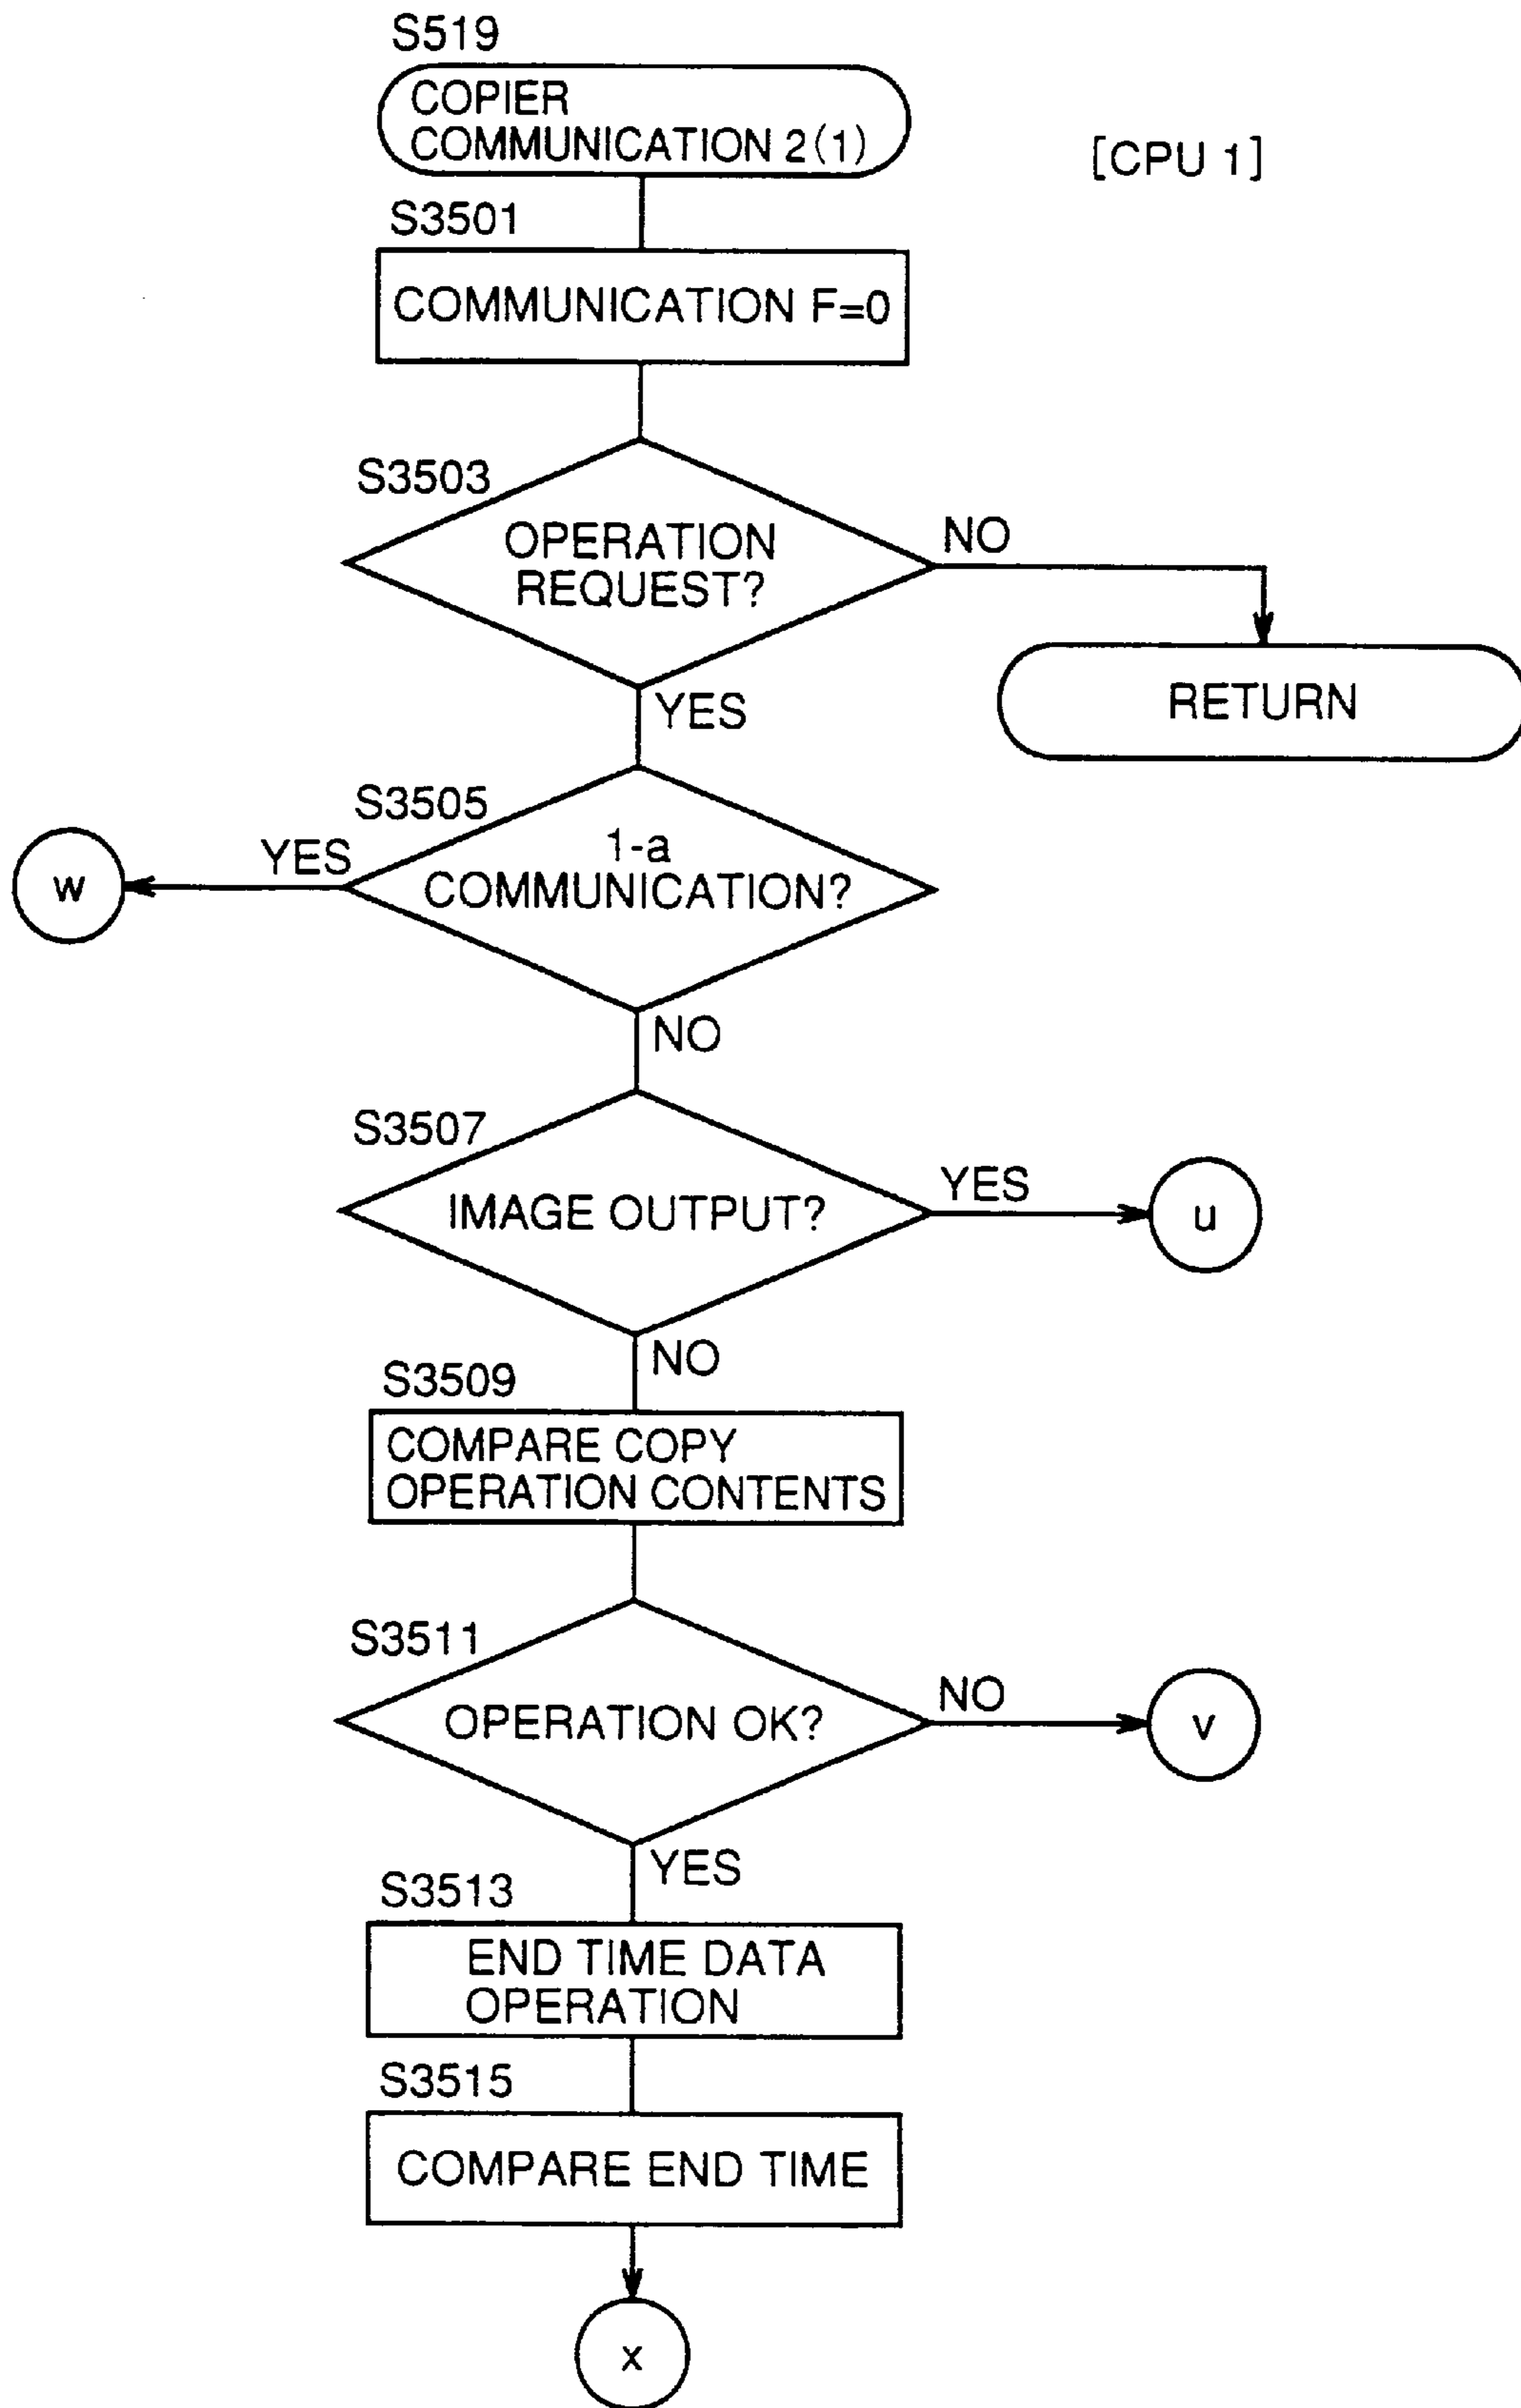 S519
COPIER
COMMUNICATION 2(1)
[CPU 1]
S3501
COMMUNICATION F=0
S3503
OPERATION
REQUEST?
NO
RETURN
YES
S3505
1-a
COMMUNICATION?
YES
w
NO
S3507
IMAGE OUTPUT?
YES
u
NO
S3509
COMPARE COPY
OPERATION CONTENTS
S3511
OPERATION OK?
NO
v
YES
S3513
END TIME DATA
OPERATION
S3515
COMPARE END TIME
x